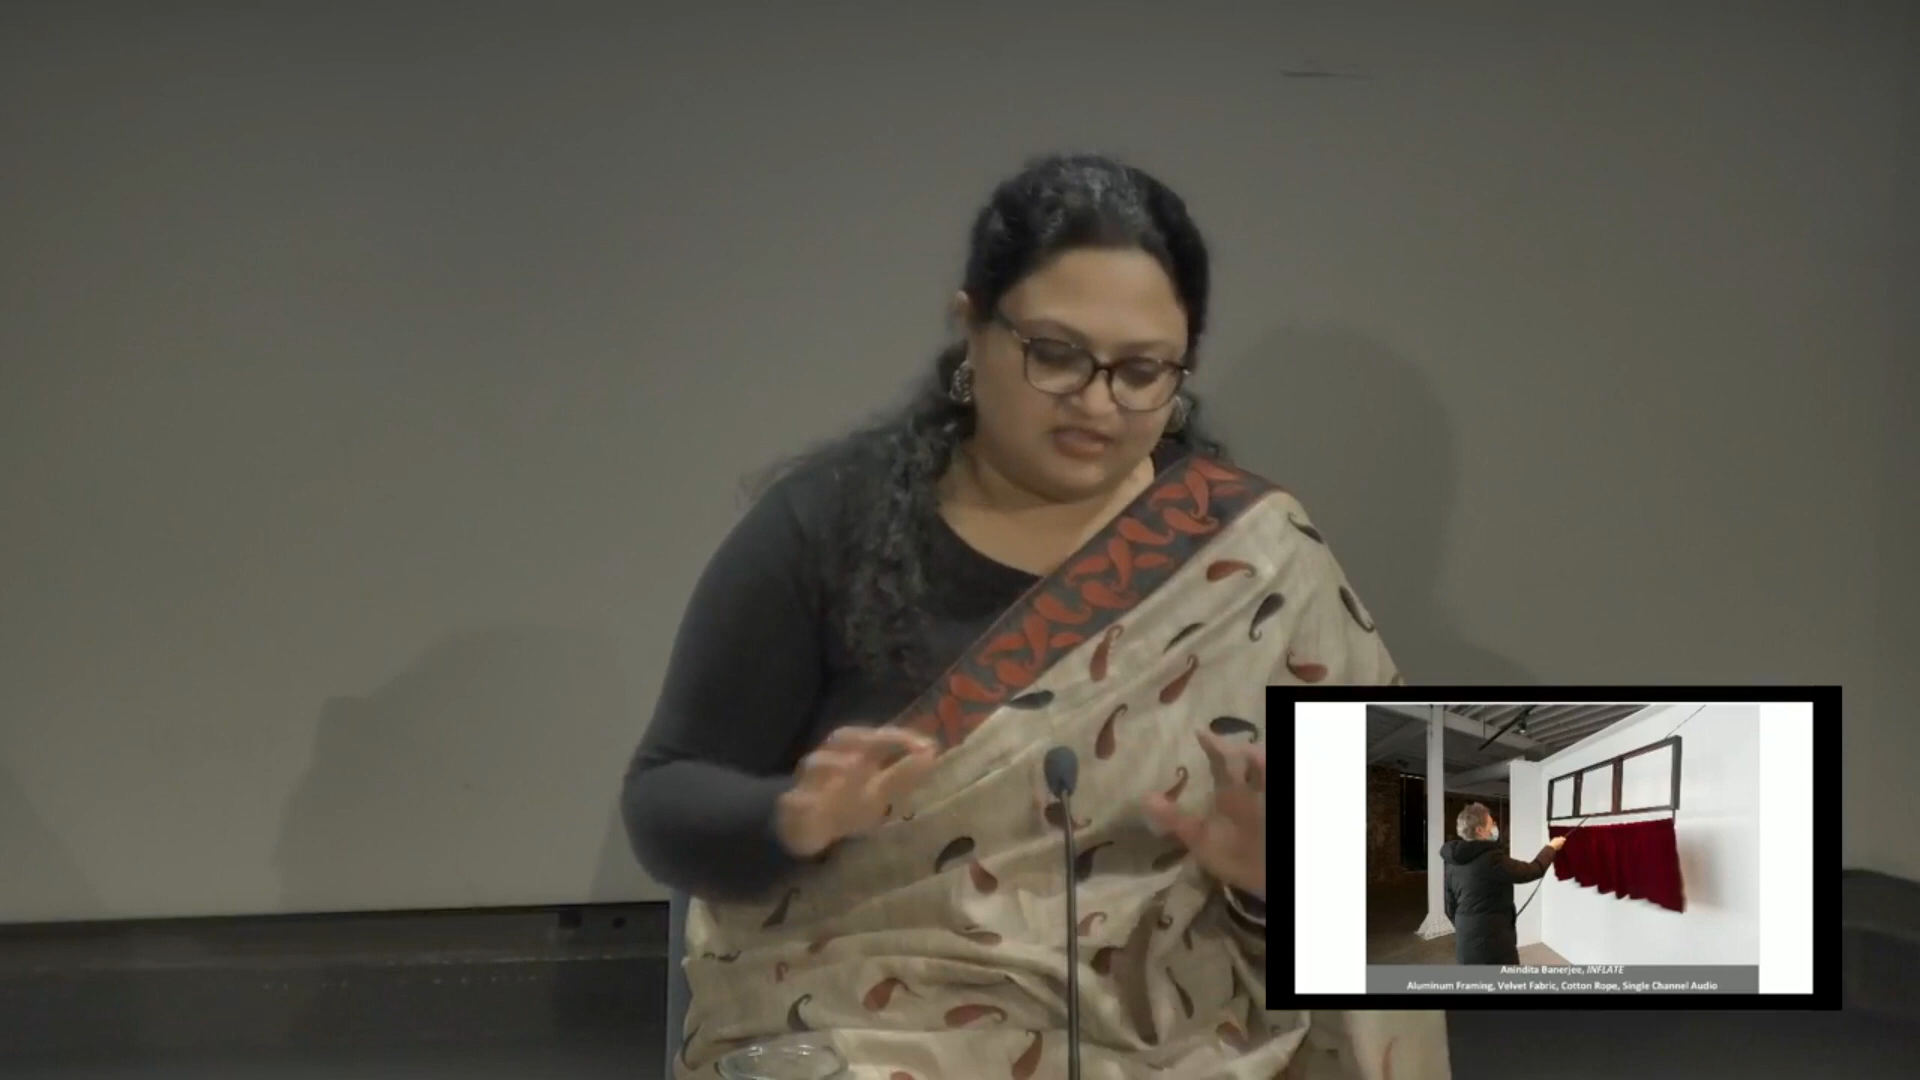 Anindita Banerjee, INFLATE
Aluminum Framing, Velvet Fabric, Cotton Rope, Single Channel Audio